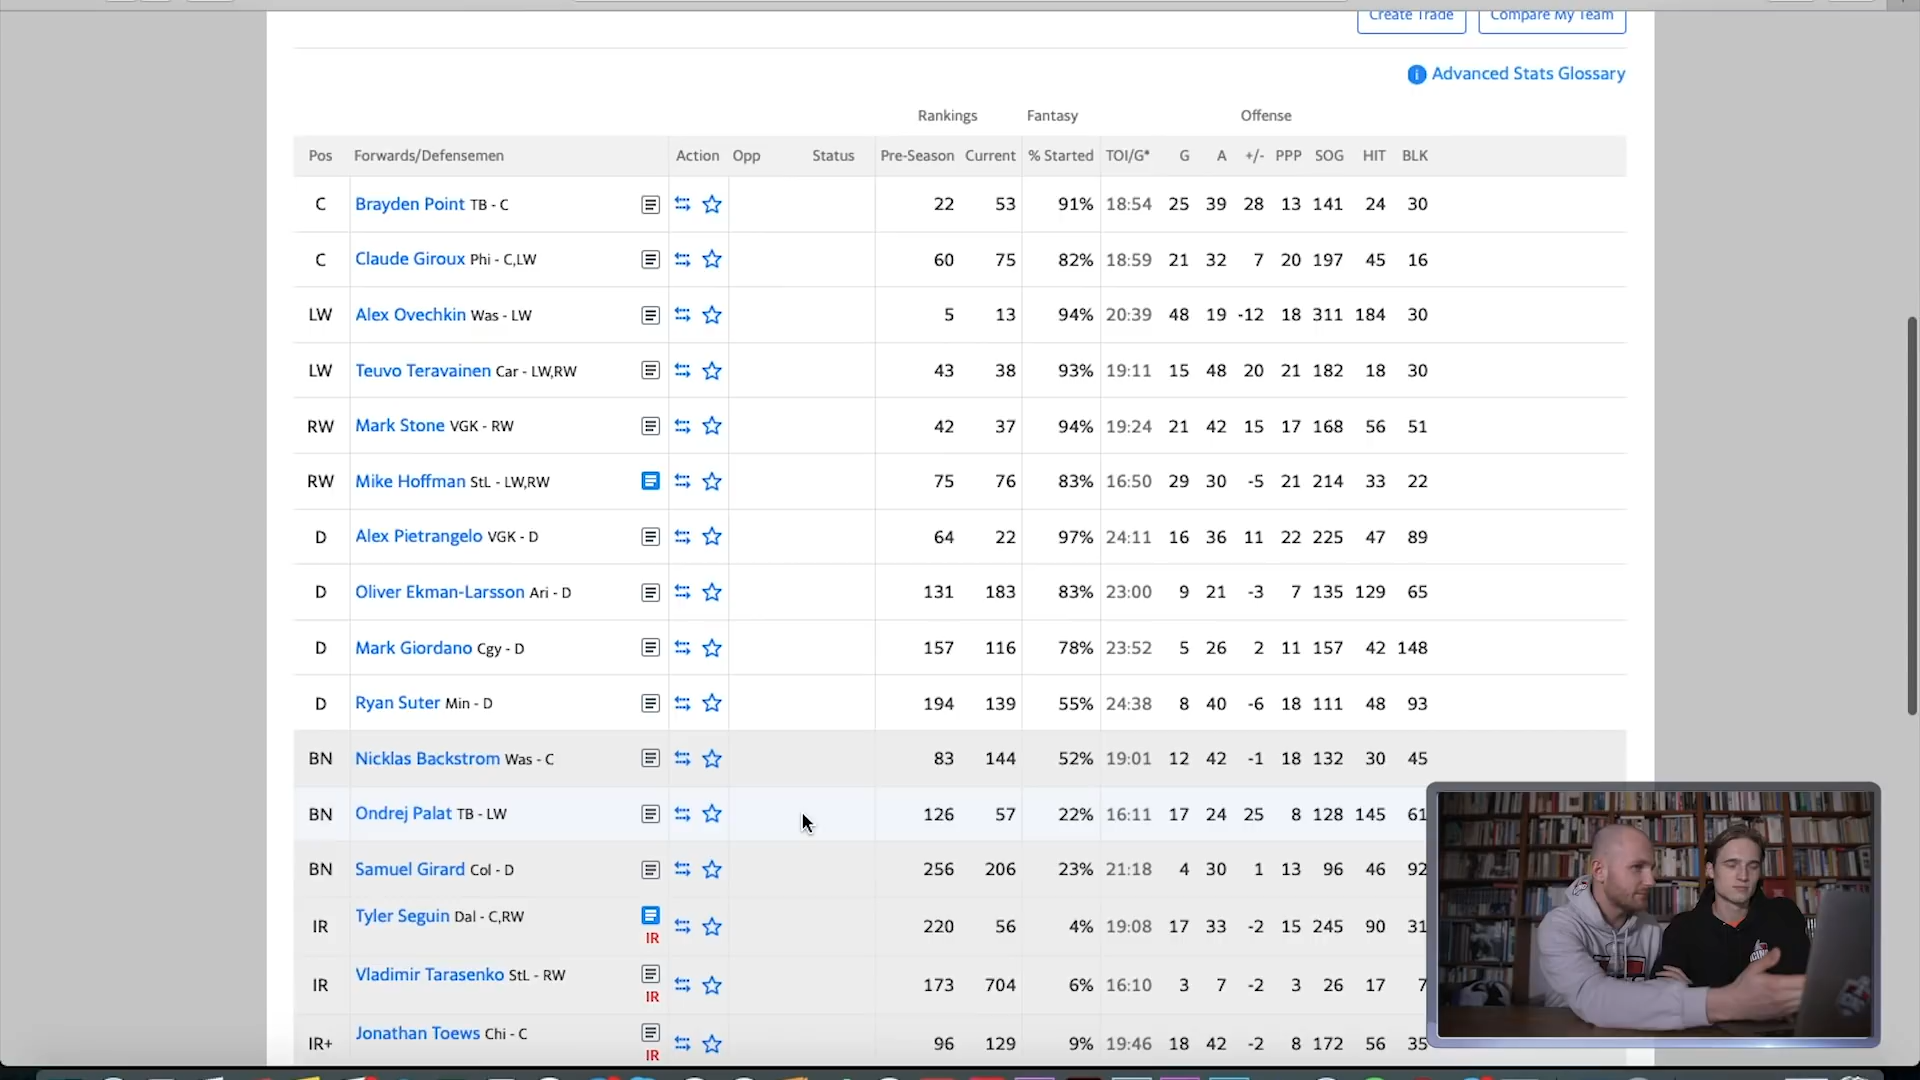 Create Trade Compare My Team
Advanced Stats Glossary
Rankings Fantasy Offense
Pos Forwards/Defensemen Action Opp Status Pre-Season Current % Started TOI/G* G A +/- PPP SOG HIT BLK
C Brayden Point TB - C 22 53 91% 18:54 25 39 28 13 141 24 30
C Claude Giroux Phi - C,LW 60 75 82% 18:59 21 32 7 20 197 45 16
LW Alex Ovechkin Was - LW 5 13 94% 20:39 48 19 -12 18 311 184 30
LW Teuvo Teravainen Car - LW,RW 43 38 93% 19:11 15 48 20 21 182 18 30
RW Mark Stone VGK - RW 42 37 94% 19:24 21 42 15 17 168 56 51
RW Mike Hoffman StL - LW,RW 75 76 83% 16:50 29 30 -5 21 214 33 22
D Alex Pietrangelo VGK - D 64 22 97% 24:11 16 36 11 22 225 47 89
D Oliver Ekman-Larsson Ari - D 131 183 83% 23:00 9 21 -3 7 135 129 65
D Mark Giordano Cgy - D 157 116 78% 23:52 5 26 2 11 157 42 148
D Ryan Suter Min - D 194 139 55% 24:38 8 40 -6 18 111 48 93
BN Nicklas Backstrom Was - C 83 144 52% 19:01 12 42 -1 18 132 30 45
BN Ondrej Palat TB - LW 126 57 22% 16:11 17 24 25 8 128 145 61
BN Samuel Girard Col - D 256 206 23% 21:18 4 30 1 13 96 46 92
IR Tyler Seguin Dal - C,RW IR 220 56 4% 19:08 17 33 -2 15 245 90 31
IR Vladimir Tarasenko StL - RW IR 173 704 6% 16:10 3 7 -2 3 26 17 7
IR+ Jonathan Toews Chi - C IR 96 129 9% 19:46 18 42 -2 8 172 56 35